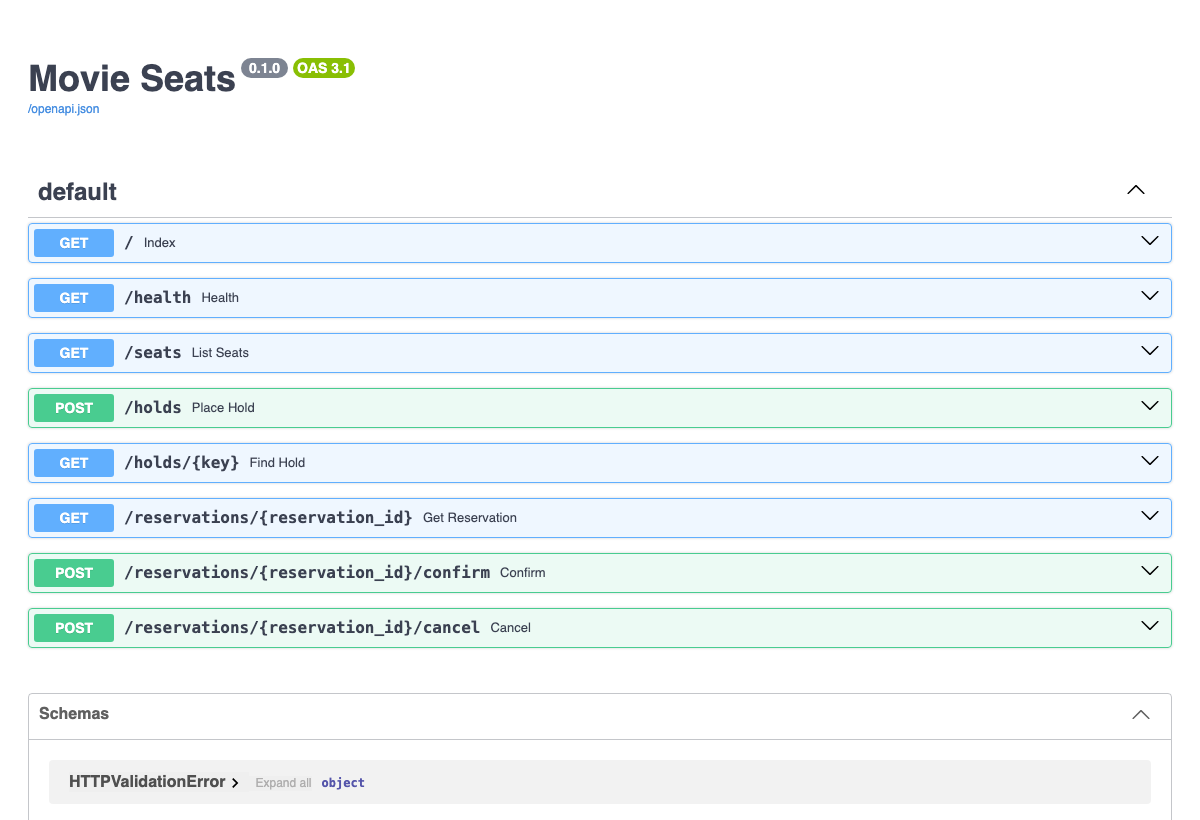 Movie Seats 0.1.0 OAS 3.1
/openapi.json
default
GET / Index
GET /health Health
GET /seats List Seats
POST /holds Place Hold
GET /holds/{key} Find Hold
GET /reservations/{reservation_id} Get Reservation
POST /reservations/{reservation_id}/confirm Confirm
POST /reservations/{reservation_id}/cancel Cancel
Schemas
HTTPValidationError Expand all object